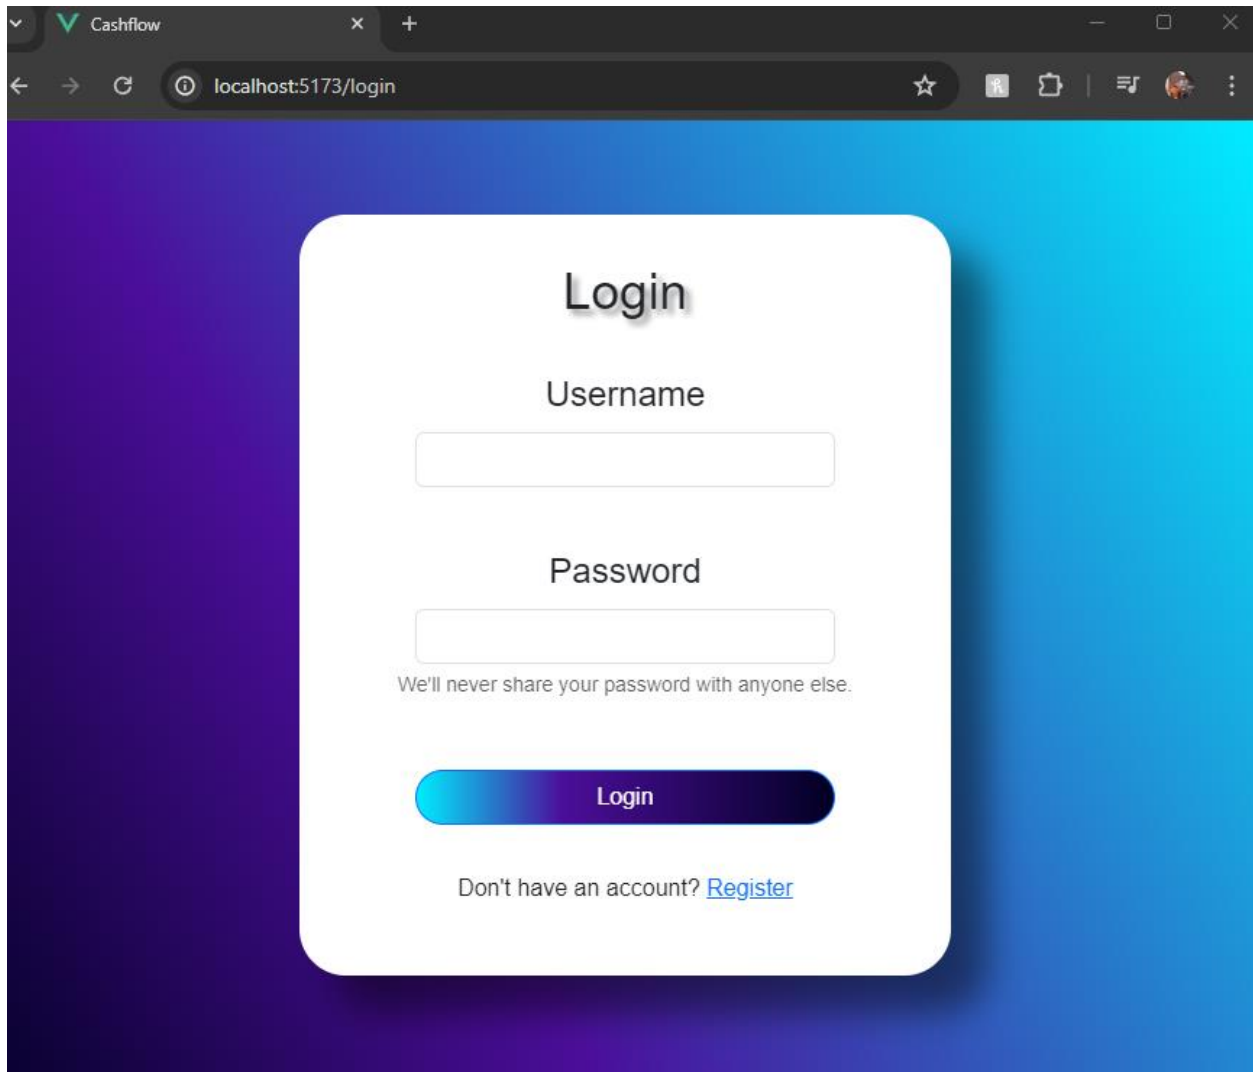 Cashflow
localhost:5173/login
Login
Username
Password
We'll never share your password with anyone else.
Login
Don't have an account? Register